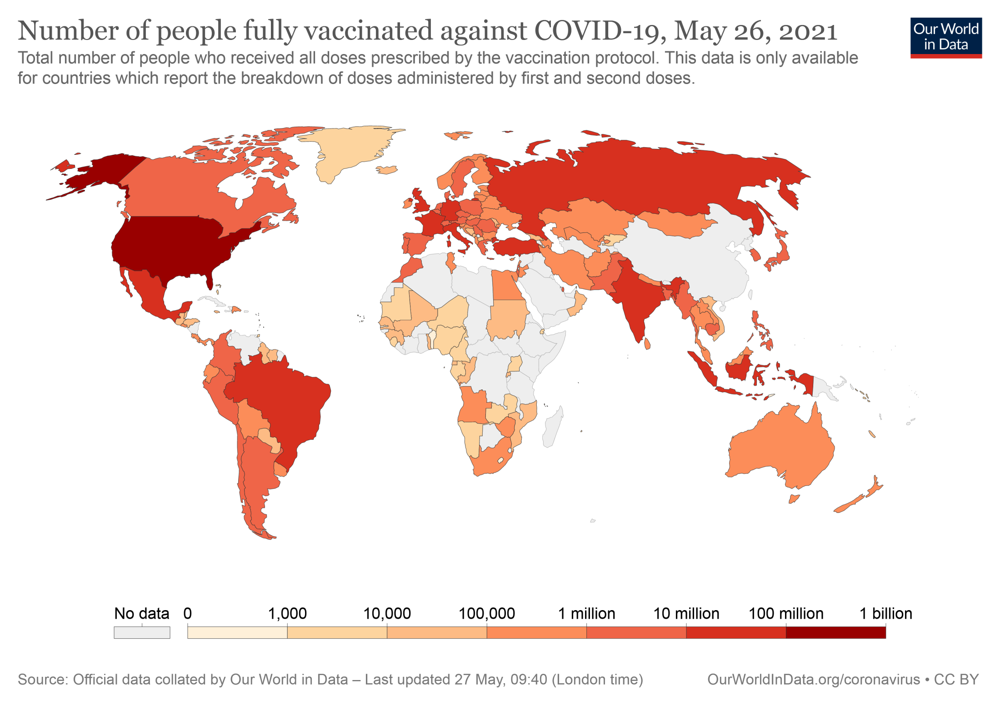 Number of people fully vaccinated against COVID-19, May 26, 2021
Our World
in Data
Total number of people who received all doses prescribed by the vaccination protocol. This data is only available
for countries which report the breakdown of doses administered by first and second doses.
No data 0 1,000 10,000 100,000 1 million 10 million 100 million 1 billion
Source: Official data collated by Our World in Data – Last updated 27 May, 09:40 (London time)
OurWorldInData.org/coronavirus • CC BY